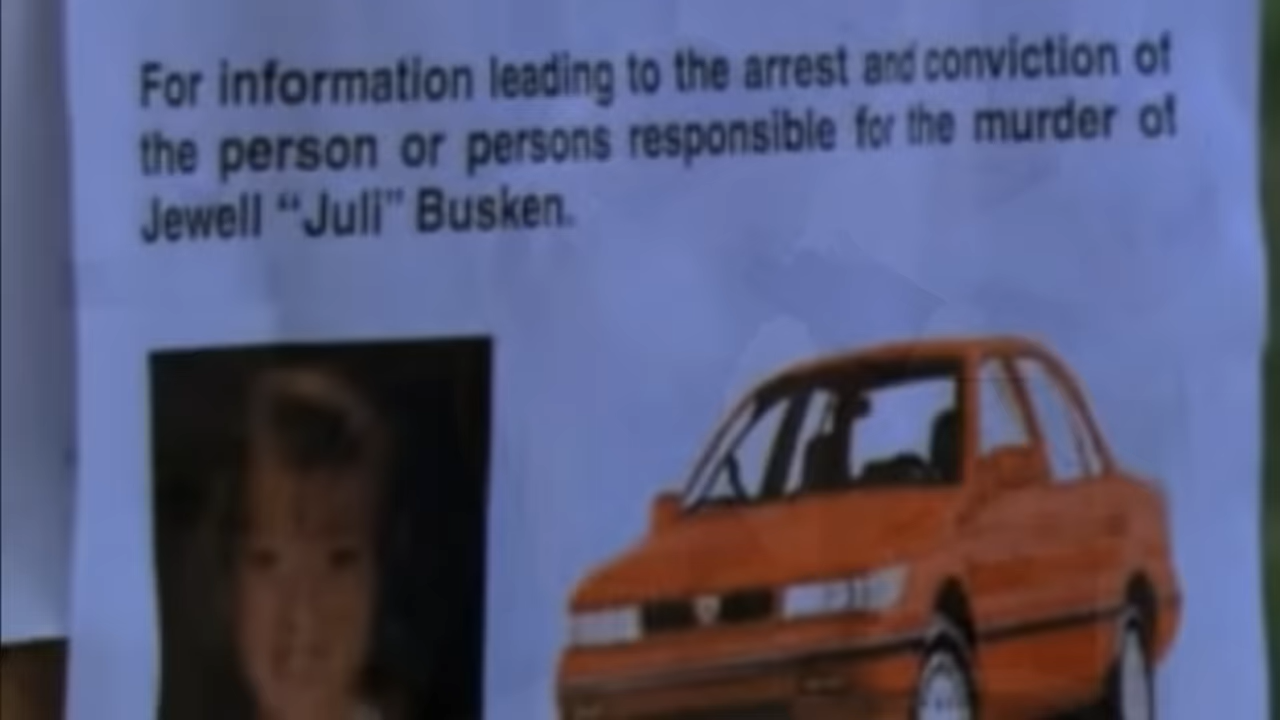 For information leading to the arrest and conviction of
the person or persons responsible for the murder of
Jewell “Juli” Busken.